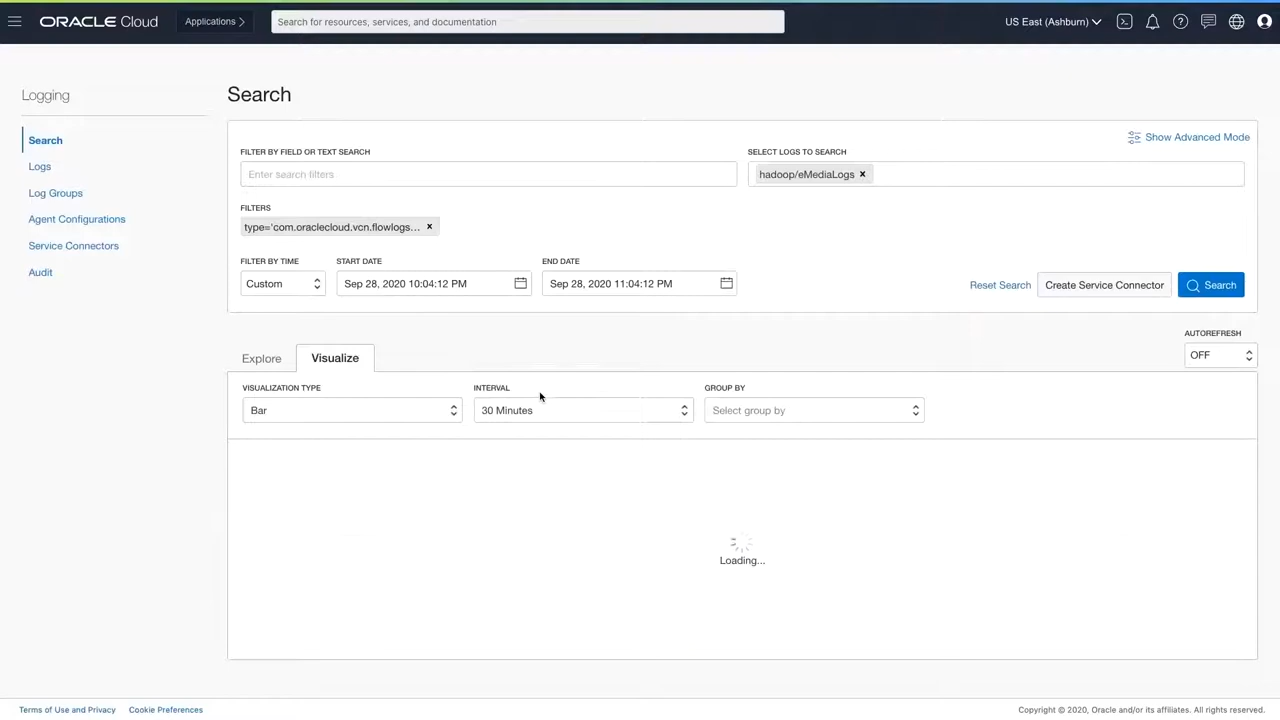 ORACLE Cloud Applications Search for resources, services, and documentation US East (Ashburn)
Logging
Search
Logs
Log Groups
Agent Configurations
Service Connectors
Audit
Search
Show Advanced Mode
FILTER BY FIELD OR TEXT SEARCH
Enter search filters
SELECT LOGS TO SEARCH
hadoop/eMediaLogs ×
FILTERS
type='com.oraclecloud.vcn.flowlogs... ×
FILTER BY TIME
Custom
START DATE
Sep 28, 2020 10:04:12 PM
END DATE
Sep 28, 2020 11:04:12 PM
Reset Search
Create Service Connector
Search
AUTOREFRESH
OFF
Explore
Visualize
VISUALIZATION TYPE
Bar
INTERVAL
30 Minutes
GROUP BY
Select group by
Loading...
Terms of Use and Privacy Cookie Preferences
Copyright © 2020, Oracle and/or its affiliates. All rights reserved.